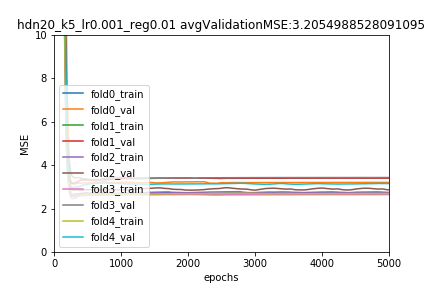 hdn20_k5_lr0.001_reg0.01 avgValidationMSE:3.2054988528091095
10
8
6
4
2
0
MSE
fold0_train
fold0_val
fold1_train
fold1_val
fold2_train
fold2_val
fold3_train
fold3_val
fold4_train
fold4_val
0 1000 2000 3000 4000 5000
epochs